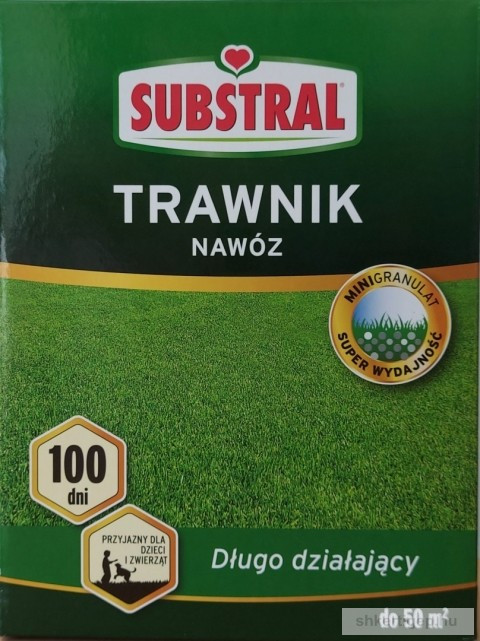 SUBSTRAL
TRAWNIK
NAWÓZ
MINIGRANULAT
SUPER WYDAJNOŚĆ
100
dni
PRZYJAZNY DLA
DZIECI
I ZWIERZĄT
Długo działający
do 50 m²